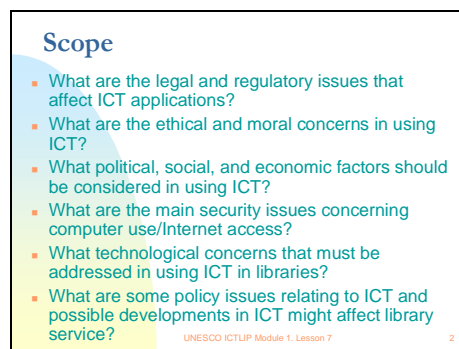 Scope
▪ What are the legal and regulatory issues that
affect ICT applications?
▪ What are the ethical and moral concerns in using
ICT?
▪ What political, social, and economic factors should
be considered in using ICT?
▪ What are the main security issues concerning
computer use/Internet access?
▪ What technological concerns that must be
addressed in using ICT in libraries?
▪ What are some policy issues relating to ICT and
possible developments in ICT might affect library
service?
UNESCO ICTLIP Module 1. Lesson 7 2